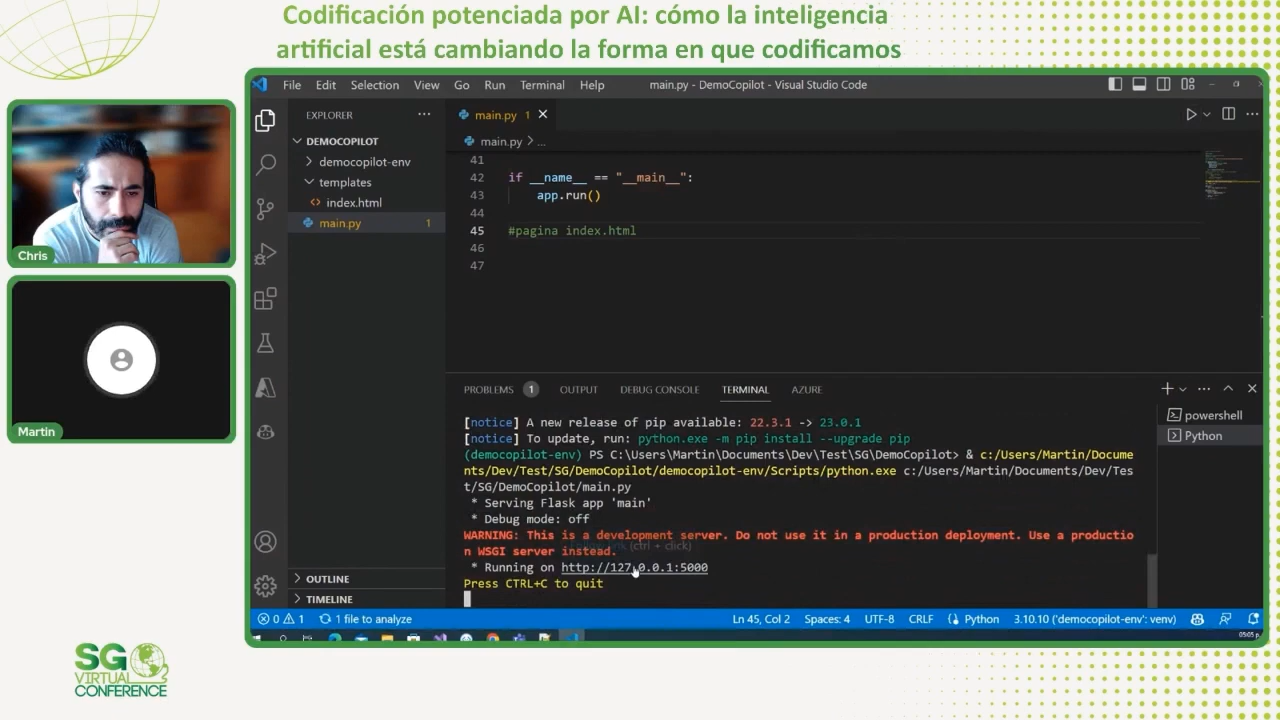 Codificación potenciada por AI: cómo la inteligencia
artificial está cambiando la forma en que codificamos
File Edit Selection View Go Run Terminal Help
main.py - DemoCopilot - Visual Studio Code
Chris
Martin
SG
VIRTUAL
CONFERENCE
EXPLORER
DEMOCOPILOT
democopilot-env
templates
index.html
main.py 1
OUTLINE
TIMELINE
main.py 1
main.py > ...
41
42 if __name__ == "__main__":
43 app.run()
44
45 #pagina index.html
46
47
PROBLEMS 1 OUTPUT DEBUG CONSOLE TERMINAL AZURE
[notice] A new release of pip available: 22.3.1 -> 23.0.1
[notice] To update, run: python.exe -m pip install --upgrade pip
(democopilot-env) PS C:\Users\Martin\Documents\Dev\Test\SG\DemoCopilot> & c:/Users/Martin/Docume
nts/Dev/Test/SG/DemoCopilot/democopilot-env/Scripts/python.exe c:/Users/Martin/Documents/Dev/Tes
t/SG/DemoCopilot/main.py
* Serving Flask app 'main'
* Debug mode: off
WARNING: This is a development server. Do not use it in a production deployment. Use a productio
n WSGI server instead.
(ctrl + click)
* Running on http://127.0.0.1:5000
Press CTRL+C to quit
powershell
Python
0 1 1 file to analyze
Ln 45, Col 2 Spaces: 4 UTF-8 CRLF Python 3.10.10 ('democopilot-env': venv)